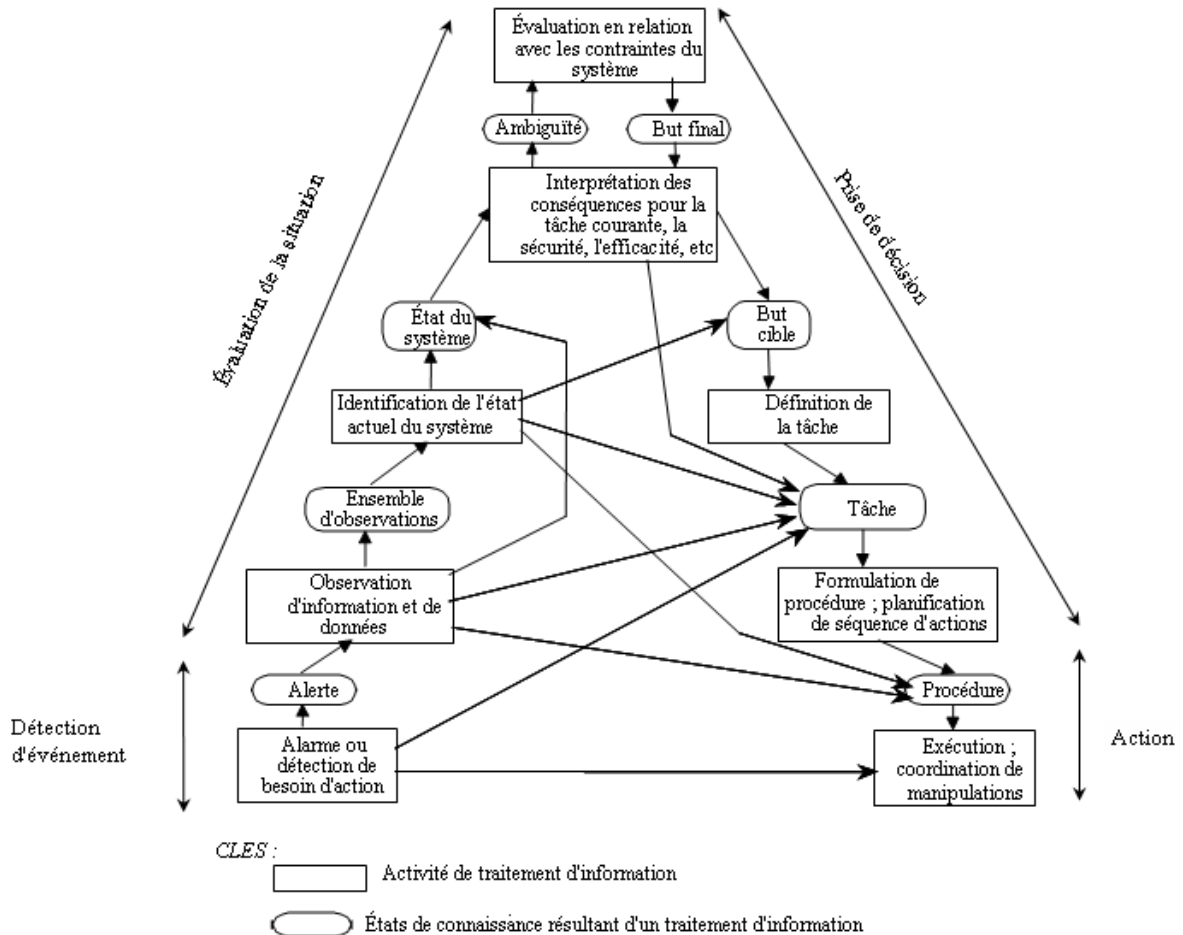 Évaluation en relation
avec les contraintes du
système
Ambiguïté
But final
Interprétation des
conséquences pour la
tâche courante, la
sécurité, l'efficacité, etc
Évaluation de la situation
Prise de décision
État du
système
But
cible
Identification de l'état
actuel du système
Définition de
la tâche
Ensemble
d'observations
Tâche
Observation
d'information et de
données
Formulation de
procédure ; planification
de séquence d'actions
Alerte
Procédure
Détection
d'événement
Alarme ou
détection de
besoin d'action
Exécution ;
coordination de
manipulations
Action
CLES :
Activité de traitement d'information
États de connaissance résultant d'un traitement d'information